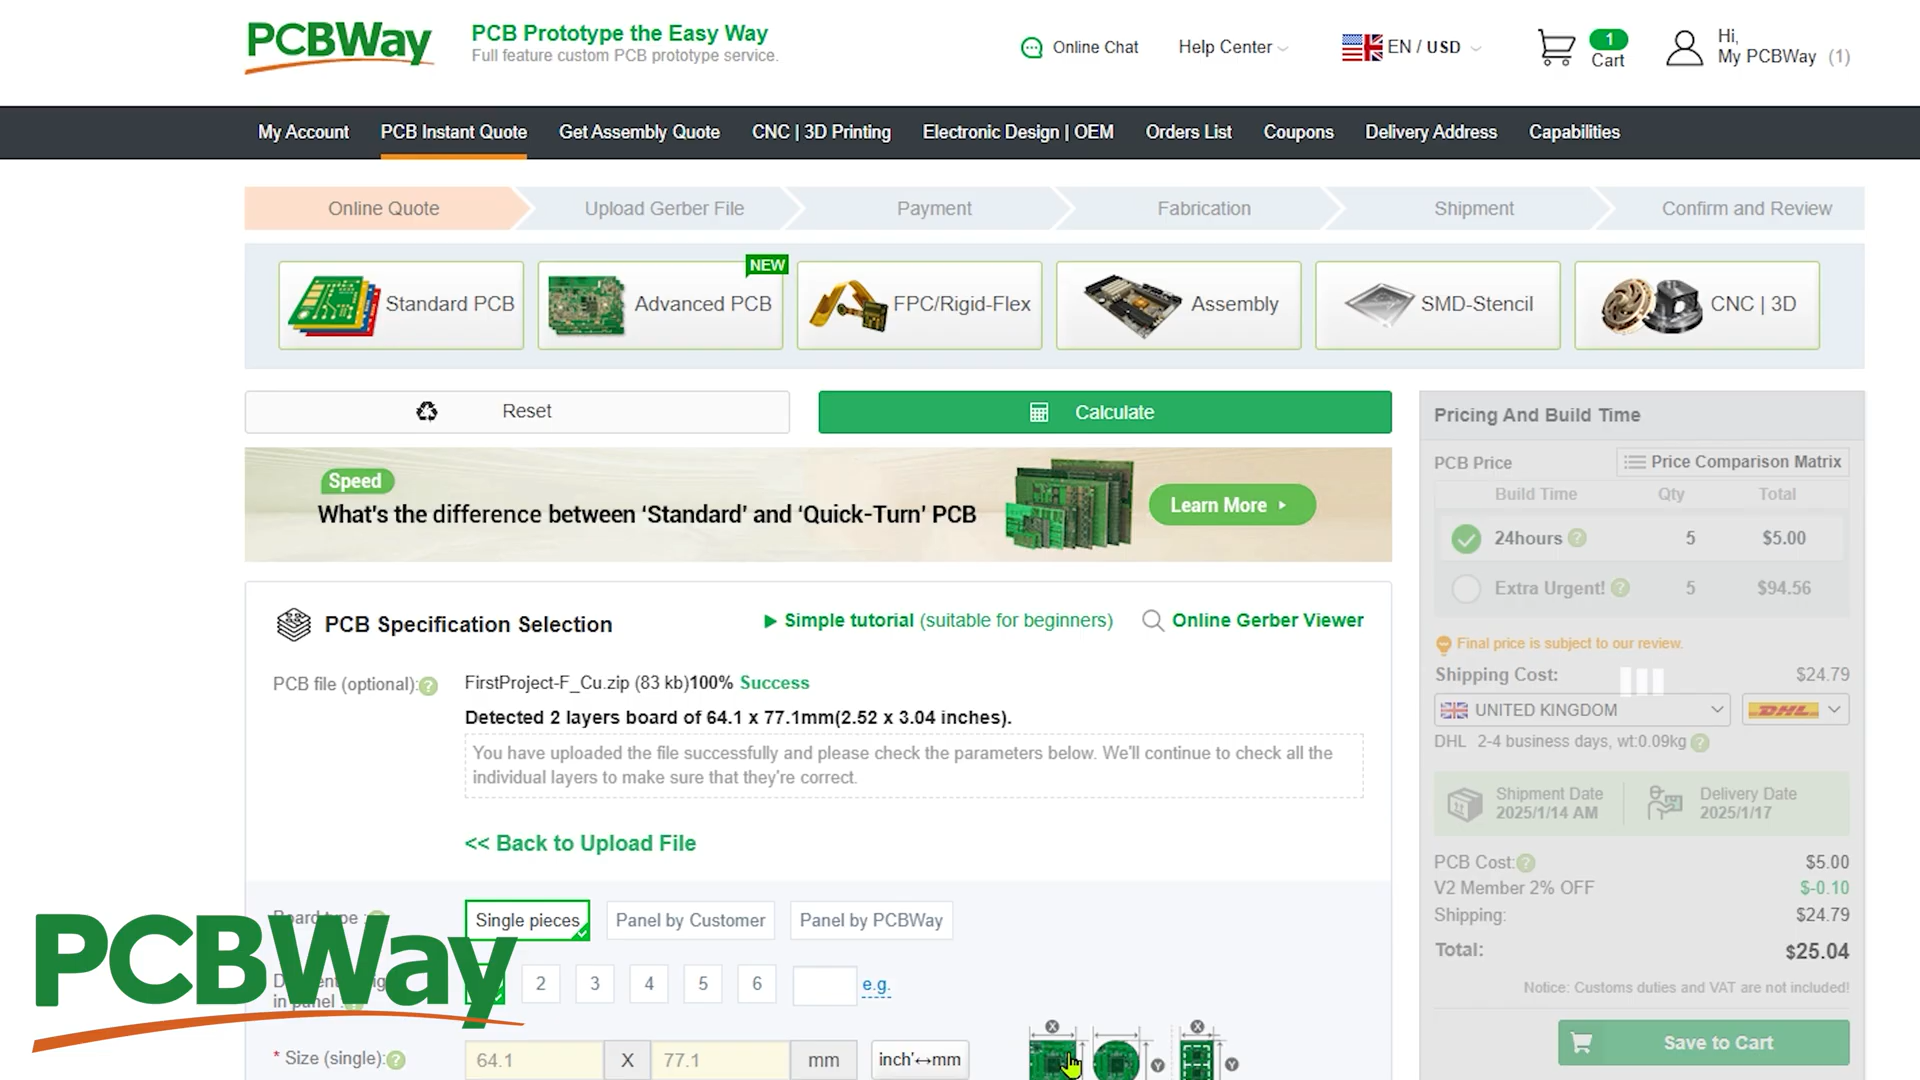 PCBWay
PCB Prototype the Easy Way
Full feature custom PCB prototype service.
Online Chat
Help Center
EN / USD
1
Cart
Hi,
My PCBWay (1)
My Account
PCB Instant Quote
Get Assembly Quote
CNC | 3D Printing
Electronic Design | OEM
Orders List
Coupons
Delivery Address
Capabilities
Online Quote
Upload Gerber File
Payment
Fabrication
Shipment
Confirm and Review
Standard PCB
NEW
Advanced PCB
FPC/Rigid-Flex
Assembly
SMD-Stencil
CNC | 3D
Reset
Calculate
Speed
What's the difference between 'Standard' and 'Quick-Turn' PCB
Learn More
PCB Specification Selection
Simple tutorial (suitable for beginners)
Online Gerber Viewer
PCB file (optional):?
FirstProject-F_Cu.zip (83 kb)100% Success
Detected 2 layers board of 64.1 x 77.1mm(2.52 x 3.04 inches).
You have uploaded the file successfully and please check the parameters below. We'll continue to check all the
individual layers to make sure that they're correct.
<< Back to Upload File
Board type :
Single pieces
Panel by Customer
Panel by PCBWay
in panel :
2
3
4
5
6
e.g.
* Size (single):?
64.1
X
77.1
mm
inch'↔mm
X
Y
X
Y
PCBWay
Pricing And Build Time
PCB Price
Price Comparison Matrix
Build Time
Qty
Total
24hours ?
5
$5.00
Extra Urgent! ?
5
$94.56
Final price is subject to our review.
Shipping Cost:
$24.79
UNITED KINGDOM
DHL
DHL 2-4 business days, wt:0.09kg ?
Shipment Date
2025/1/14 AM
Delivery Date
2025/1/17
PCB Cost:?
$5.00
V2 Member 2% OFF
$-0.10
Shipping:
$24.79
Total:
$25.04
Notice: Customs duties and VAT are not included!
Save to Cart